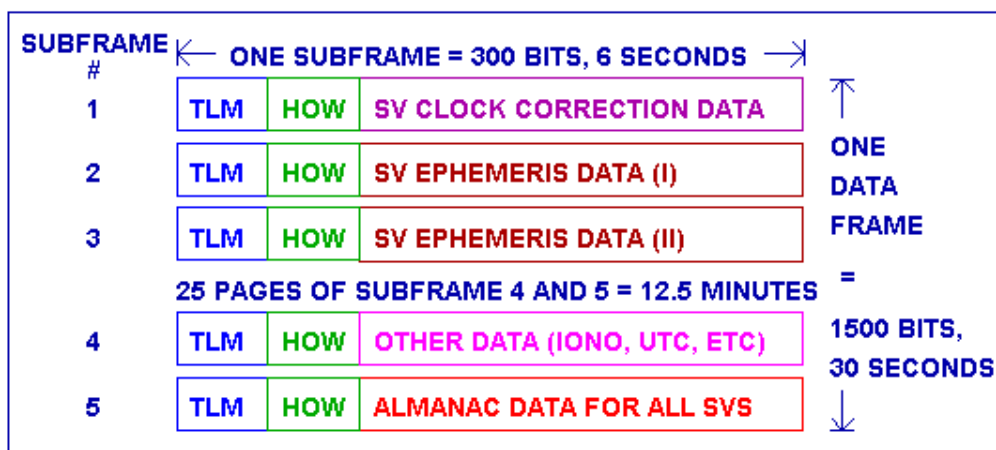 SUBFRAME
#
ONE SUBFRAME = 300 BITS, 6 SECONDS
1 TLM HOW SV CLOCK CORRECTION DATA
2 TLM HOW SV EPHEMERIS DATA (I)
3 TLM HOW SV EPHEMERIS DATA (II)
25 PAGES OF SUBFRAME 4 AND 5 = 12.5 MINUTES
4 TLM HOW OTHER DATA (IONO, UTC, ETC)
5 TLM HOW ALMANAC DATA FOR ALL SVS
ONE
DATA
FRAME
=
1500 BITS,
30 SECONDS